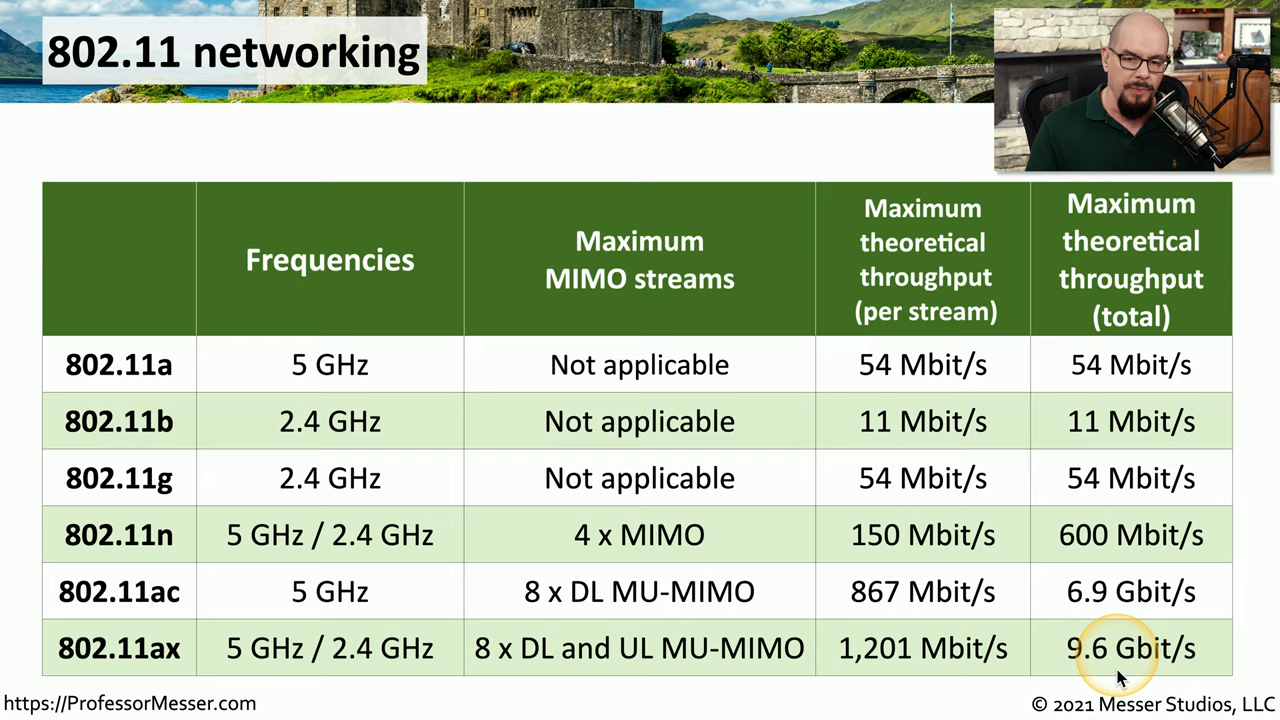 802.11 networking
Frequencies
Maximum
MIMO streams
Maximum
theoretical
throughput
(per stream)
Maximum
theoretical
throughput
(total)
802.11a 5 GHz Not applicable 54 Mbit/s 54 Mbit/s
802.11b 2.4 GHz Not applicable 11 Mbit/s 11 Mbit/s
802.11g 2.4 GHz Not applicable 54 Mbit/s 54 Mbit/s
802.11n 5 GHz / 2.4 GHz 4 x MIMO 150 Mbit/s 600 Mbit/s
802.11ac 5 GHz 8 x DL MU-MIMO 867 Mbit/s 6.9 Gbit/s
802.11ax 5 GHz / 2.4 GHz 8 x DL and UL MU-MIMO 1,201 Mbit/s 9.6 Gbit/s
https://ProfessorMesser.com
© 2021 Messer Studios, LLC